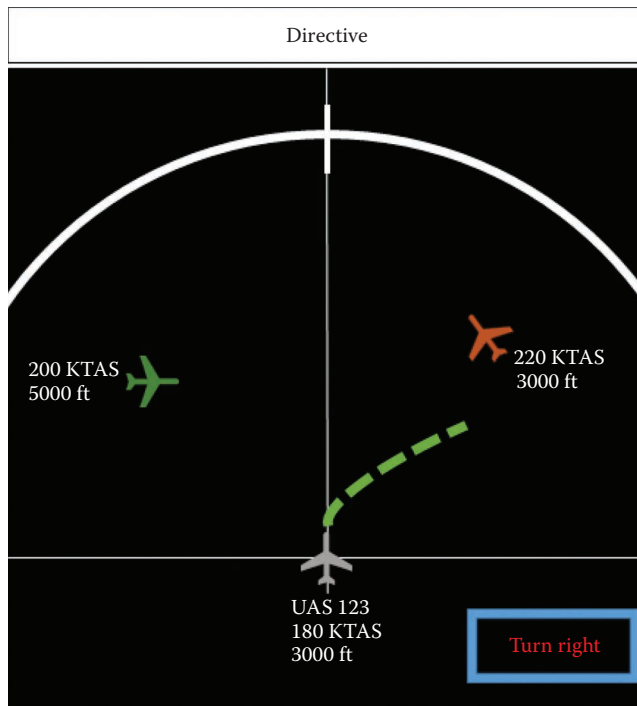 Directive
200 KTAS
5000 ft
220 KTAS
3000 ft
UAS 123
180 KTAS
3000 ft
Turn right